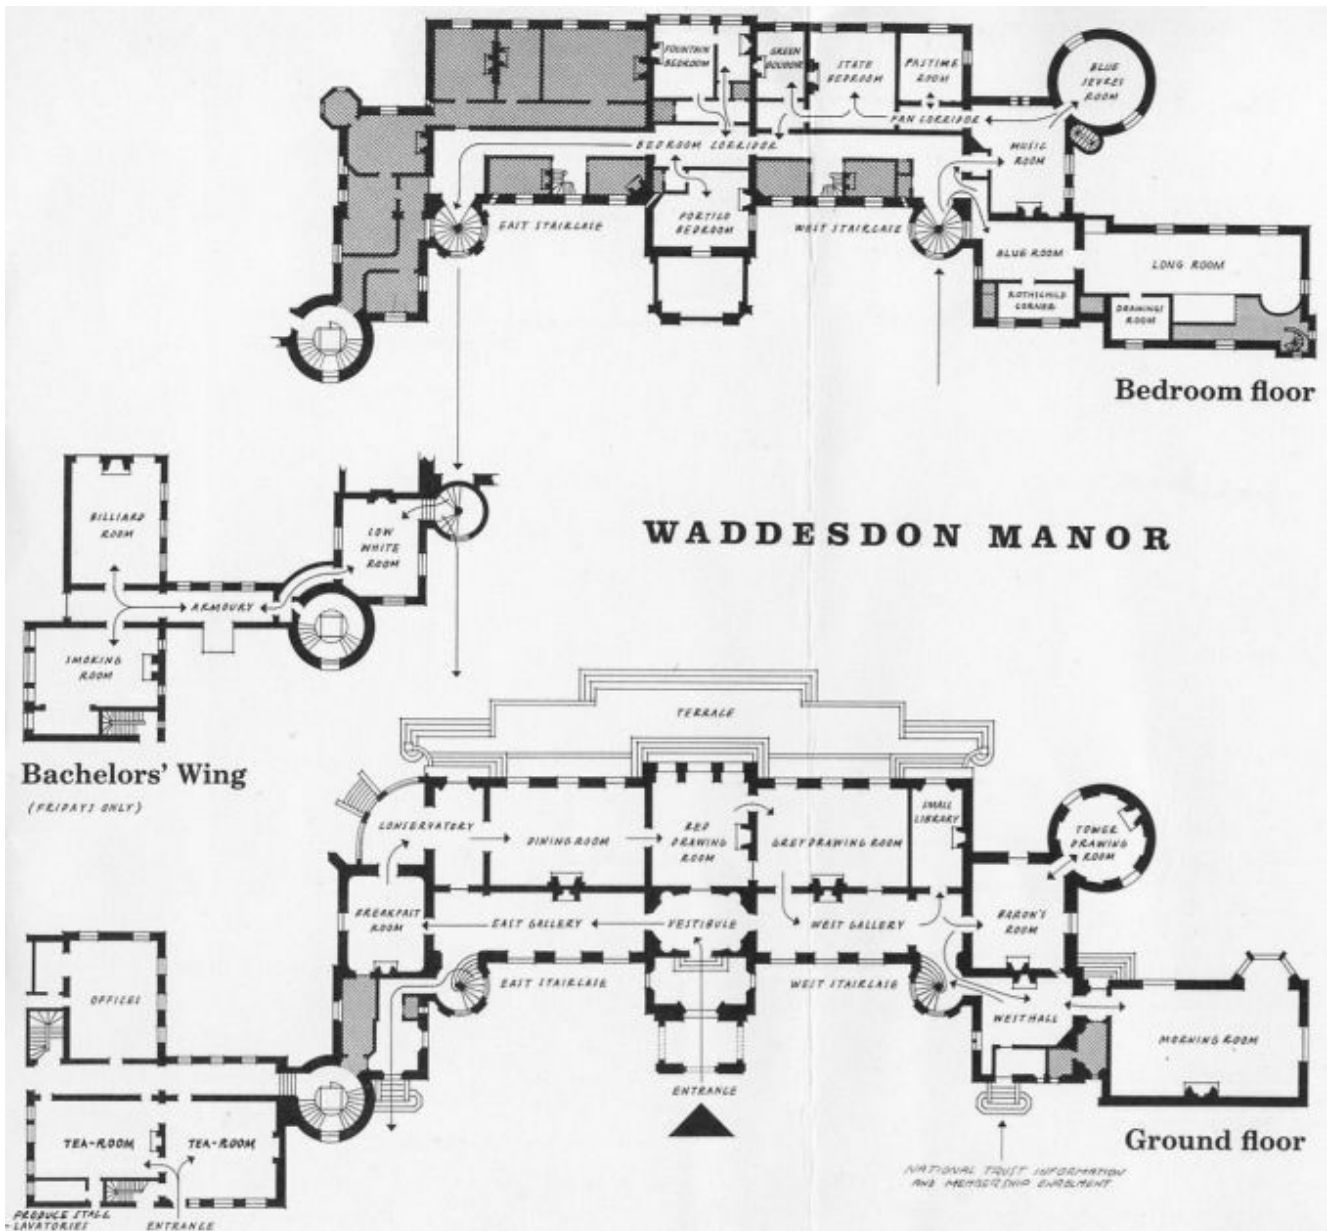 FOUNTAIN
BEDROOM
GREEN
BOUDOIR
STATE
BEDROOM
PASTIME
ROOM
BLUE
SEVRES
ROOM
FAN CORRIDOR
BEDROOM CORRIDOR
MUSIC
ROOM
EAST STAIRCASE
PORTICO
BEDROOM
WEST STAIRCASE
BLUE ROOM
LONG ROOM
ROTHSCHILD
CORNER
DRAWINGS
ROOM
Bedroom floor
BILLIARD
ROOM
LOW
WHITE
ROOM
WADDESDON MANOR
ARMOURY
SMOKING
ROOM
Bachelors' Wing
(FRIDAYS ONLY)
TERRACE
CONSERVATORY
DINING ROOM
RED
DRAWING
ROOM
GREY DRAWING ROOM
SMALL
LIBRARY
TOWER
DRAWING
ROOM
BREAKFAST
ROOM
EAST GALLERY
VESTIBULE
WEST GALLERY
BARON'S
ROOM
EAST STAIRCASE
WEST STAIRCASE
OFFICES
WEST HALL
MORNING ROOM
ENTRANCE
TEA-ROOM
TEA-ROOM
Ground floor
NATIONAL TRUST INFORMATION
AND MEMBERSHIP ENROLMENT
PRODUCE STALL
LAVATORIES
ENTRANCE